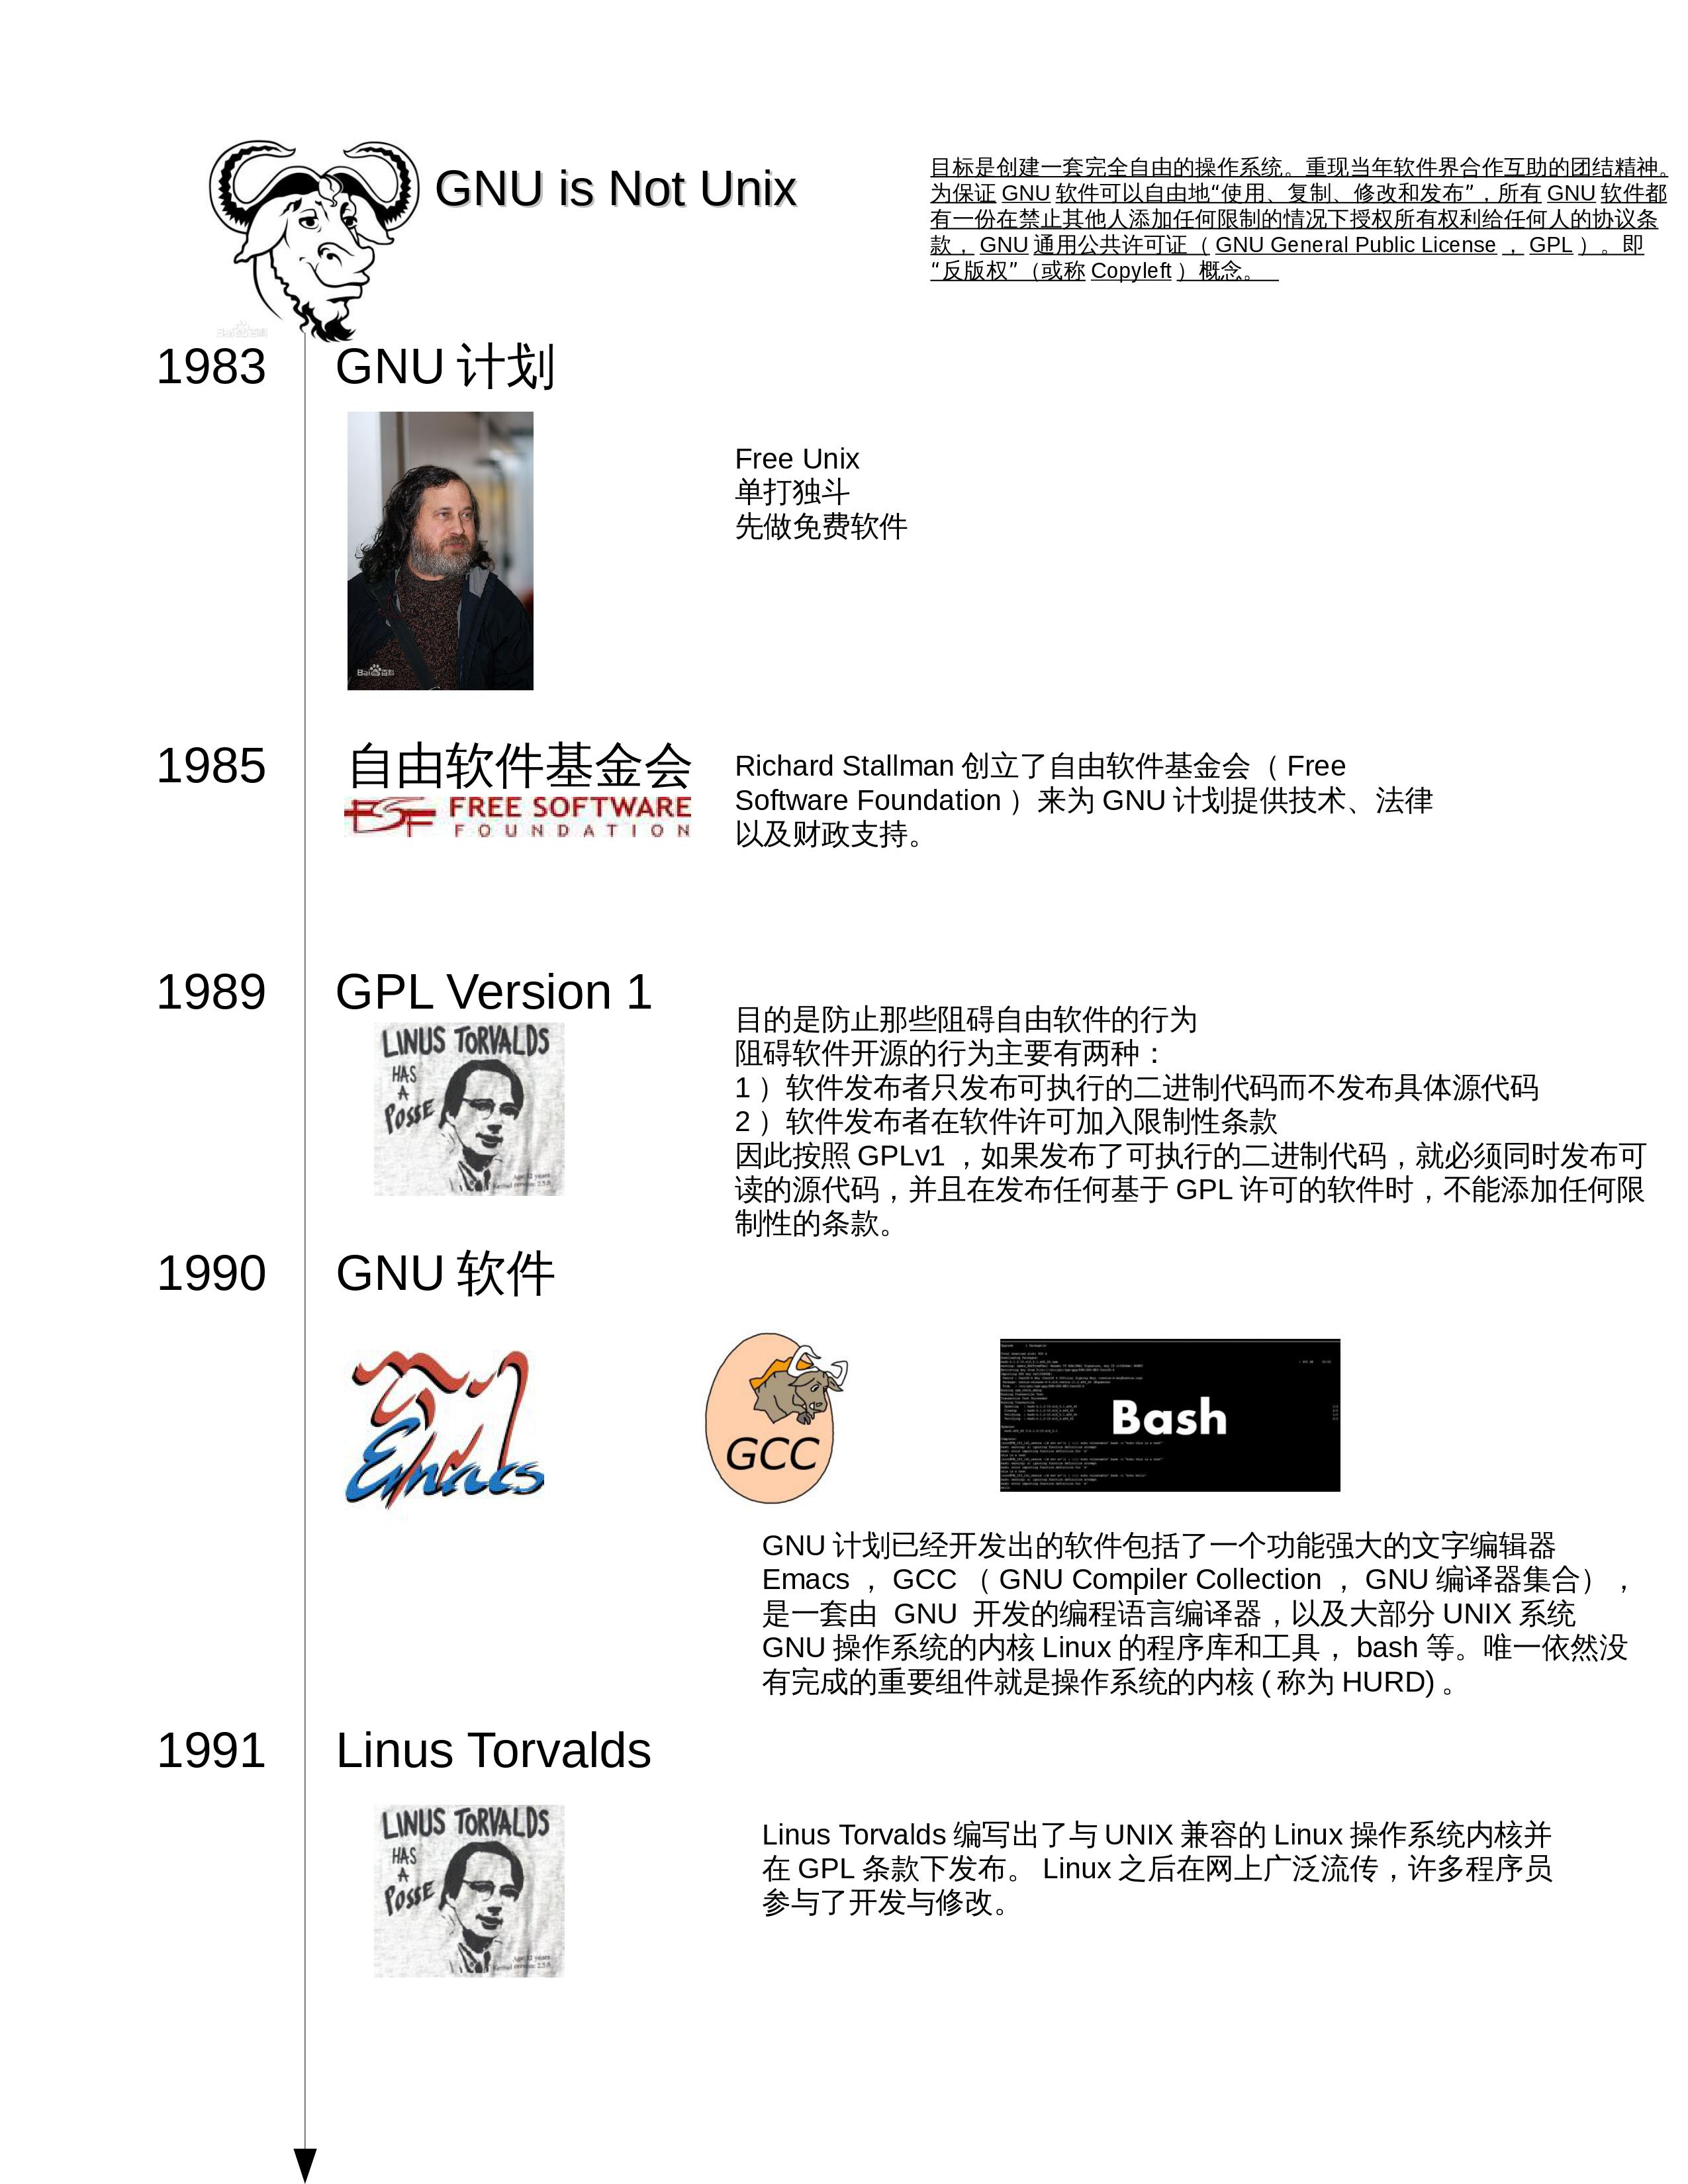 GNU is Not Unix
目标是创建一套完全自由的操作系统。重现当年软件界合作互助的团结精神。
为保证 GNU 软件可以自由地“使用、复制、修改和发布”，所有 GNU 软件都
有一份在禁止其他人添加任何限制的情况下授权所有权利给任何人的协议条
款， GNU 通用公共许可证（ GNU General Public License ， GPL ）。即
“反版权”（或称 Copyleft ）概念。
Bai百科
1983 GNU 计划
Free Unix
单打独斗
先做免费软件
Bai百科
1985 自由软件基金会
FSF FREE SOFTWARE
FOUNDATION
Richard Stallman 创立了自由软件基金会（ Free
Software Foundation ）来为 GNU 计划提供技术、法律
以及财政支持。
1989 GPL Version 1
LINUS TORVALDS
HAS
A
POSSE
Age: 12 years
Kernel version: 2.5.8
目的是防止那些阻碍自由软件的行为
阻碍软件开源的行为主要有两种：
1 ）软件发布者只发布可执行的二进制代码而不发布具体源代码
2 ）软件发布者在软件许可加入限制性条款
因此按照 GPLv1 ，如果发布了可执行的二进制代码，就必须同时发布可
读的源代码，并且在发布任何基于 GPL 许可的软件时，不能添加任何限
制性的条款。
1990 GNU 软件
Emacs
GCC
Bash
GNU 计划已经开发出的软件包括了一个功能强大的文字编辑器
Emacs ， GCC （ GNU Compiler Collection ， GNU 编译器集合），
是一套由 GNU 开发的编程语言编译器，以及大部分 UNIX 系统
GNU 操作系统的内核 Linux 的程序库和工具， bash 等。唯一依然没
有完成的重要组件就是操作系统的内核 ( 称为 HURD) 。
1991 Linus Torvalds
LINUS TORVALDS
HAS
A
POSSE
Age: 12 years
Kernel version: 2.5.8
Linus Torvalds 编写出了与 UNIX 兼容的 Linux 操作系统内核并
在 GPL 条款下发布。 Linux 之后在网上广泛流传，许多程序员
参与了开发与修改。